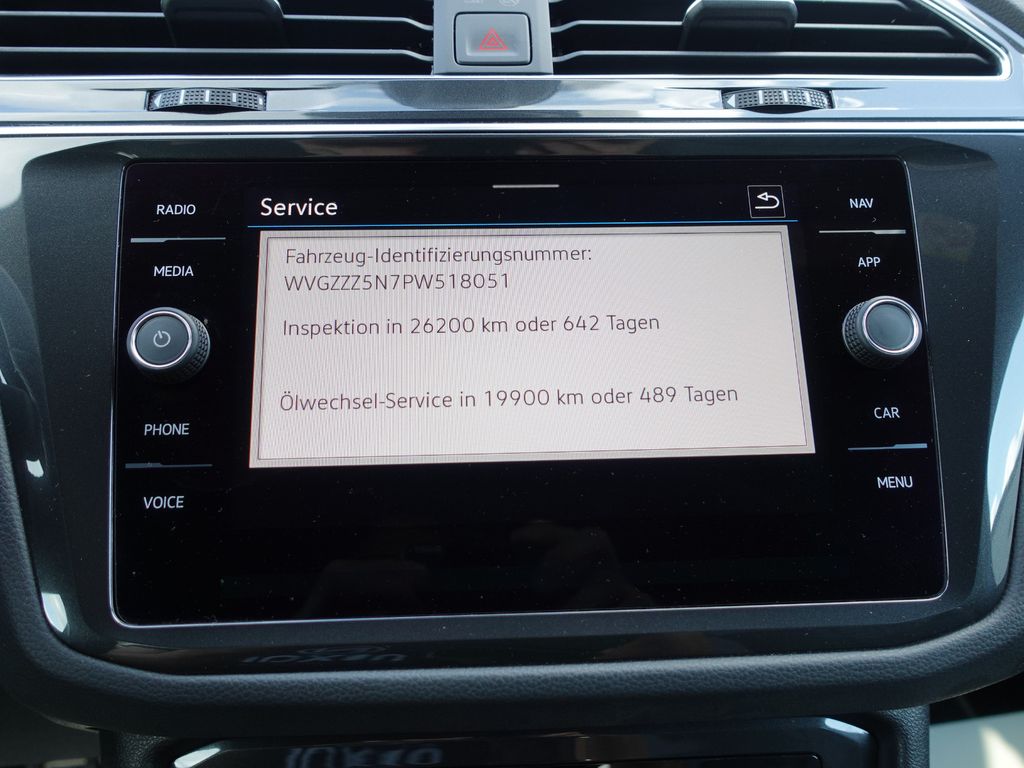 RADIO
MEDIA
PHONE
VOICE
Service
Fahrzeug-Identifizierungsnummer:
WVGZZZ5N7PW518051
Inspektion in 26200 km oder 642 Tagen
Ölwechsel-Service in 19900 km oder 489 Tagen
NAV
APP
CAR
MENU